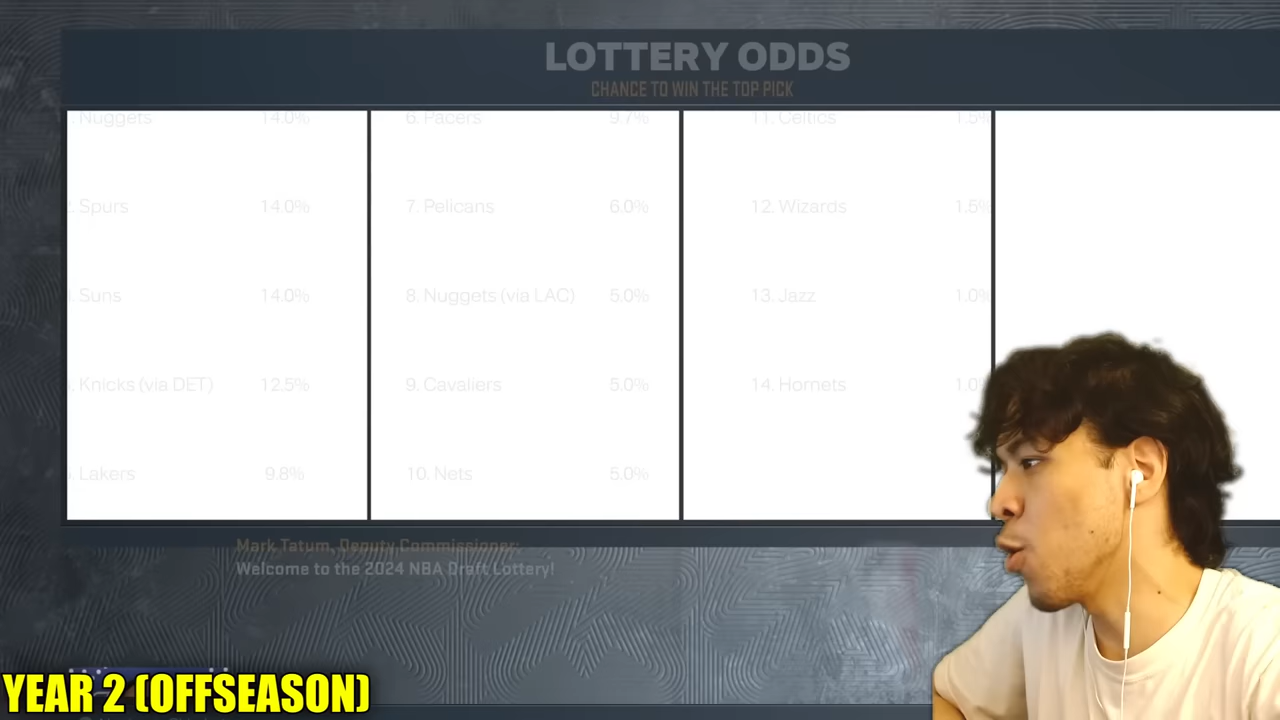 LOTTERY ODDS
CHANCE TO WIN THE TOP PICK
. Nuggets 14.0%
. Spurs 14.0%
. Suns 14.0%
. Knicks (via DET) 12.5%
. Lakers 9.8%
6. Pacers 9.7%
7. Pelicans 6.0%
8. Nuggets (via LAC) 5.0%
9. Cavaliers 5.0%
10. Nets 5.0%
11. Celtics 1.5%
12. Wizards 1.5%
13. Jazz 1.0%
14. Hornets 1.0
Mark Tatum, Deputy Commissioner:
Welcome to the 2024 NBA Draft Lottery!
YEAR 2 (OFFSEASON)